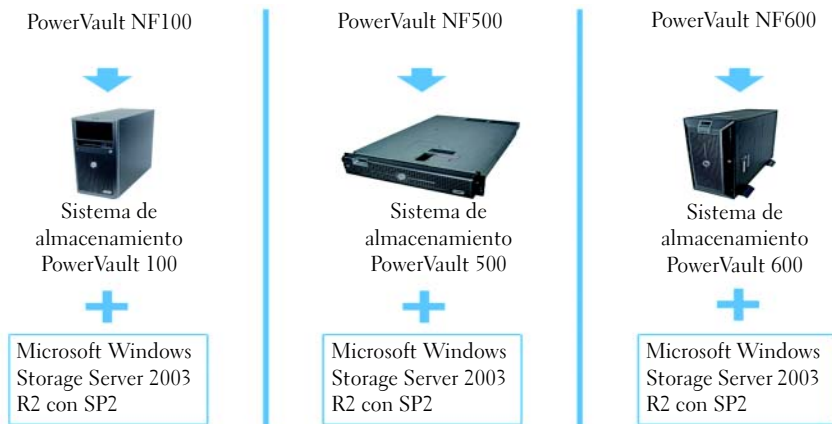 PowerVault NF100
Sistema de
almacenamiento
PowerVault 100
Microsoft Windows
Storage Server 2003
R2 con SP2
PowerVault NF500
Sistema de
almacenamiento
PowerVault 500
Microsoft Windows
Storage Server 2003
R2 con SP2
PowerVault NF600
Sistema de
almacenamiento
PowerVault 600
Microsoft Windows
Storage Server 2003
R2 con SP2